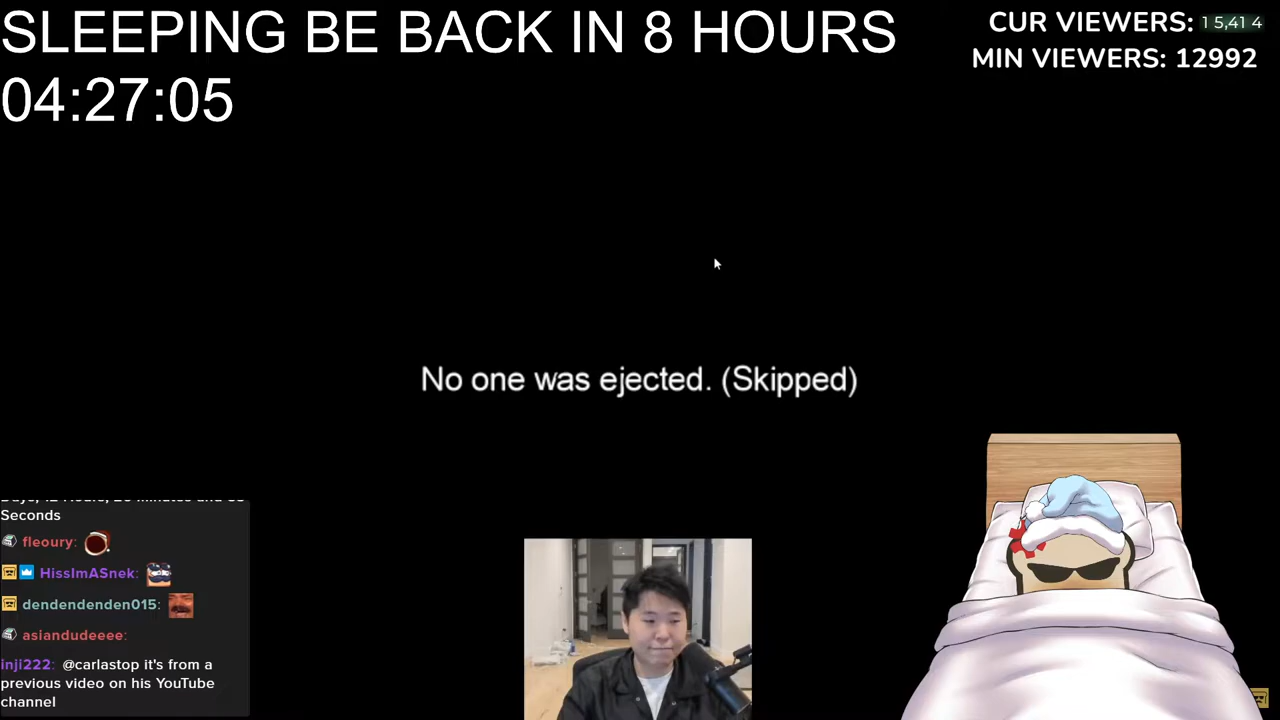 SLEEPING BE BACK IN 8 HOURS
04:27:05
CUR VIEWERS: 15,414
MIN VIEWERS: 12992
No one was ejected. (Skipped)
Seconds
fleoury:
HissImASnek:
dendendenden015:
asiandudeeee:
inji222: @carlastop it's from a
previous video on his YouTube
channel